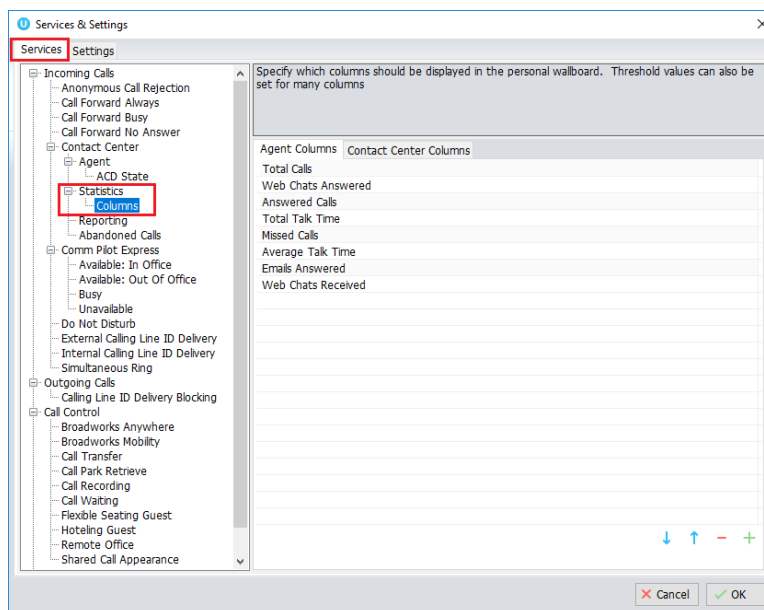 Services & Settings
Services Settings
Incoming Calls
Anonymous Call Rejection
Call Forward Always
Call Forward Busy
Call Forward No Answer
Contact Center
Agent
ACD State
Statistics
Columns
Reporting
Abandoned Calls
Comm Pilot Express
Available: In Office
Available: Out Of Office
Busy
Unavailable
Do Not Disturb
External Calling Line ID Delivery
Internal Calling Line ID Delivery
Simultaneous Ring
Outgoing Calls
Calling Line ID Delivery Blocking
Call Control
Broadworks Anywhere
Broadworks Mobility
Call Transfer
Call Park Retrieve
Call Recording
Call Waiting
Flexible Seating Guest
Hoteling Guest
Remote Office
Shared Call Appearance
Specify which columns should be displayed in the personal wallboard. Threshold values can also be
set for many columns
Agent Columns Contact Center Columns
Total Calls
Web Chats Answered
Answered Calls
Total Talk Time
Missed Calls
Average Talk Time
Emails Answered
Web Chats Received
Cancel OK